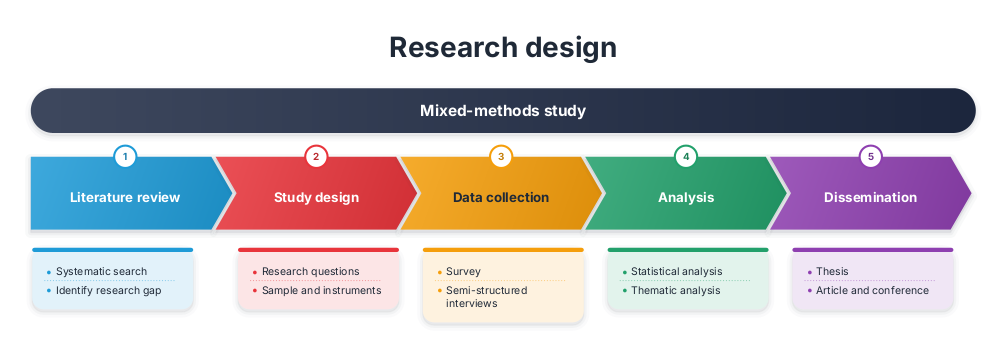 Research design
Mixed-methods study
1
2
3
4
5
Literature review
Study design
Data collection
Analysis
Dissemination
Systematic search
Identify research gap
Research questions
Sample and instruments
Survey
Semi-structured
interviews
Statistical analysis
Thematic analysis
Thesis
Article and conference